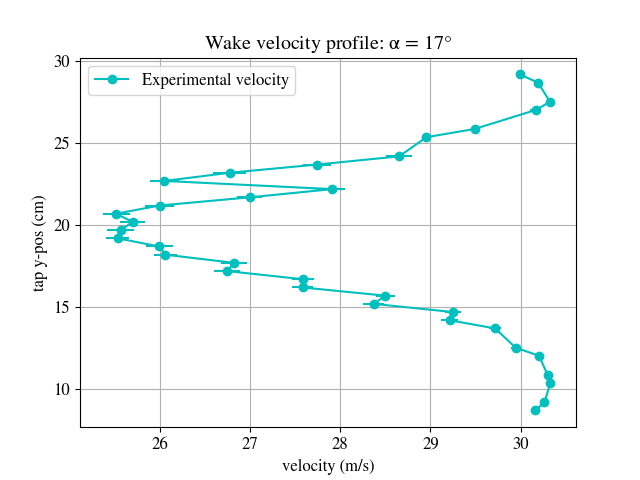 Wake velocity profile: α = 17°
Experimental velocity
30
25
20
15
10
tap y-pos (cm)
26 27 28 29 30
velocity (m/s)